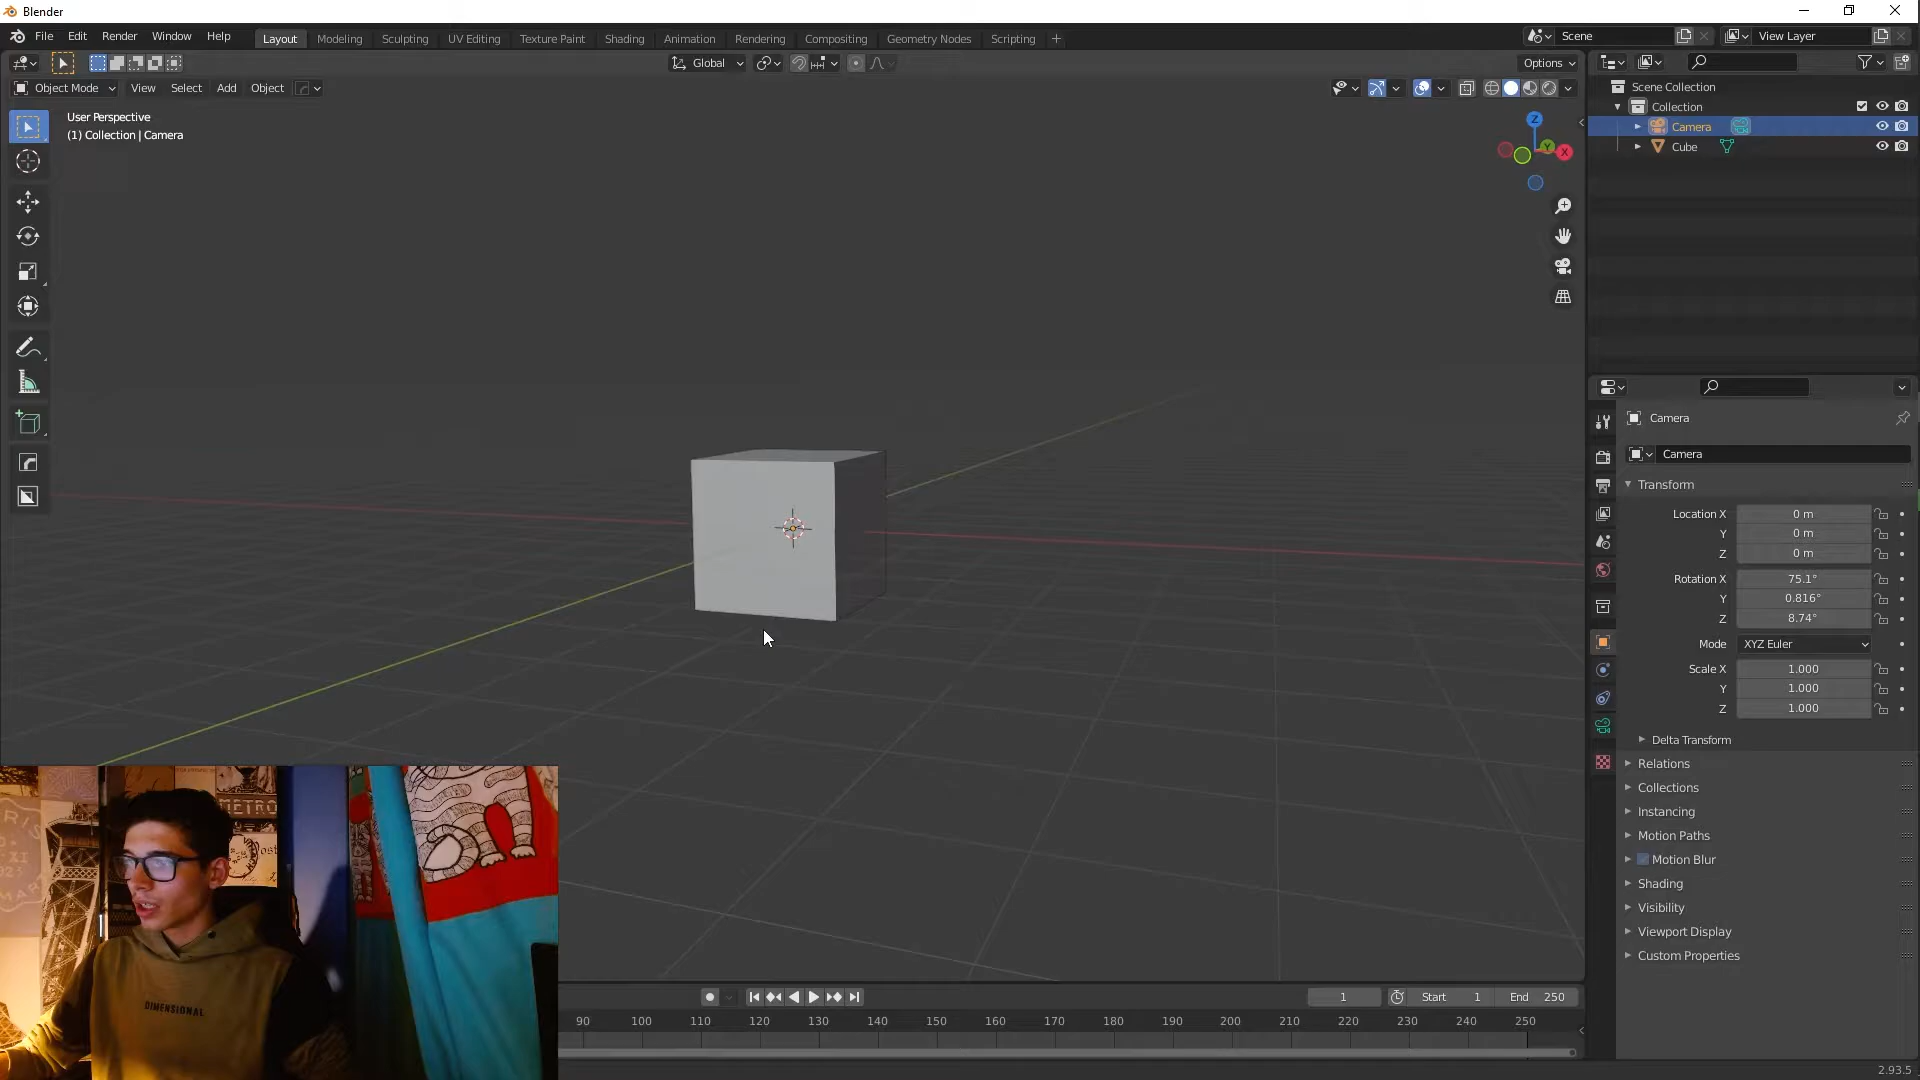 Blender
File Edit Render Window Help
Layout Modeling Sculpting UV Editing Texture Paint Shading Animation Rendering Compositing Geometry Nodes Scripting +
Scene
View Layer
Global
Options
Object Mode View Select Add Object
User Perspective
(1) Collection | Camera
Z
Y
X
Scene Collection
Collection
Camera
Cube
Camera
Camera
Transform
Location X 0 m
Y 0 m
Z 0 m
Rotation X 75.1°
Y 0.816°
Z 8.74°
Mode XYZ Euler
Scale X 1.000
Y 1.000
Z 1.000
Delta Transform
Relations
Collections
Instancing
Motion Paths
Motion Blur
Shading
Visibility
Viewport Display
Custom Properties
METRO
DIMENSIONAL
1 Start 1 End 250
90 100 110 120 130 140 150 160 170 180 190 200 210 220 230 240 250
2.93.5